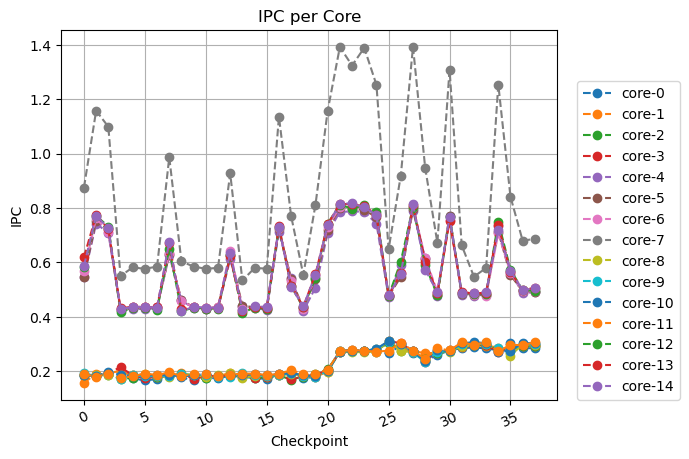 IPC per Core
IPC
1.4
1.2
1.0
0.8
0.6
0.4
0.2
0
5
10
15
20
25
30
35
Checkpoint
core-0
core-1
core-2
core-3
core-4
core-5
core-6
core-7
core-8
core-9
core-10
core-11
core-12
core-13
core-14